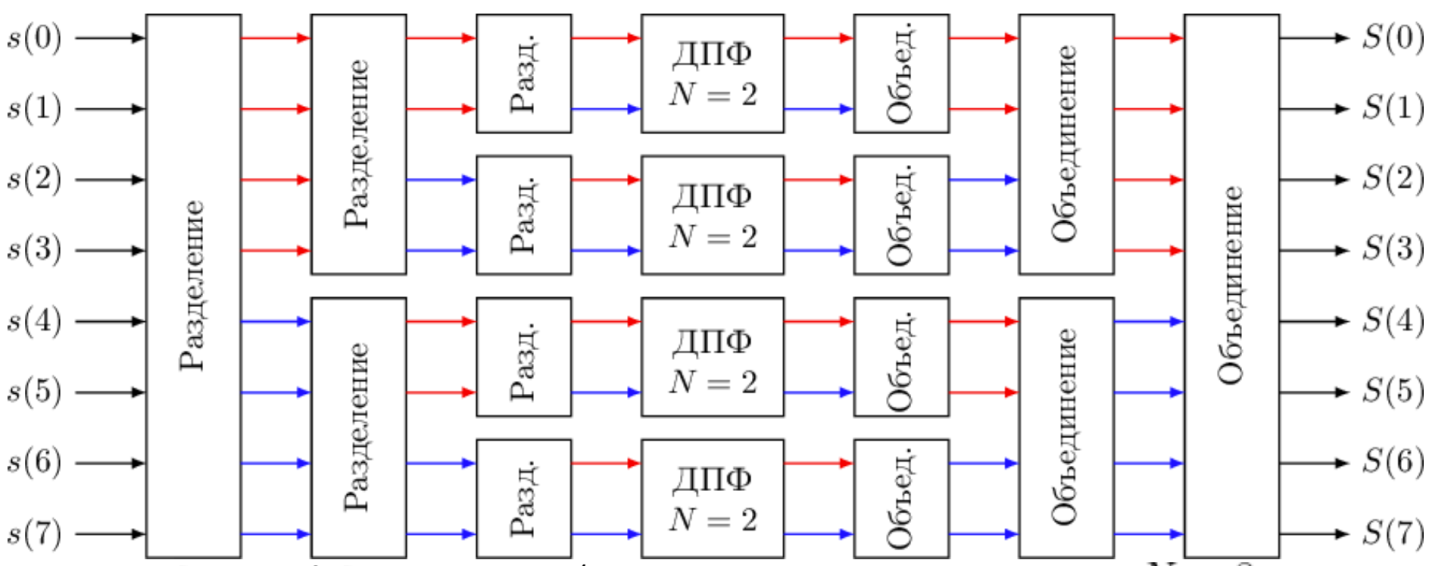 s(0)
s(1)
s(2)
s(3)
s(4)
s(5)
s(6)
s(7)
Разделение
Разделение
Разделение
Разд.
Разд.
Разд.
Разд.
ДПФ
N = 2
ДПФ
N = 2
ДПФ
N = 2
ДПФ
N = 2
Объед.
Объед.
Объед.
Объед.
Объединение
Объединение
Объединение
S(0)
S(1)
S(2)
S(3)
S(4)
S(5)
S(6)
S(7)